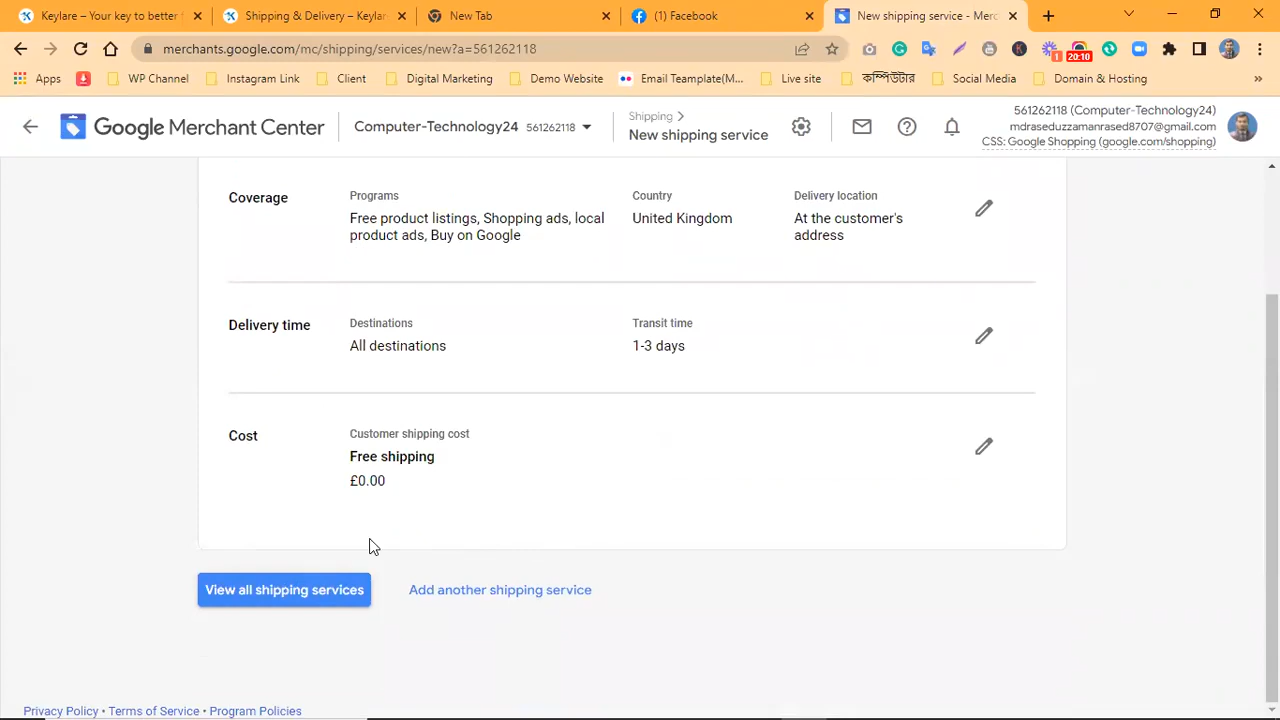 Keylare – Your key to better f
Shipping & Delivery – Keylare
New Tab
(1) Facebook
New shipping service - Merc
merchants.google.com/mc/shipping/services/new?a=561262118
1
20:10
Apps
WP Channel
Instagram Link
Client
Digital Marketing
Demo Website
Email Teamplate(M...
Live site
কম্পিউটার
Social Media
Domain & Hosting
Google Merchant Center
Computer-Technology24 561262118
Shipping
New shipping service
561262118 (Computer-Technology24)
mdraseduzzamanrased8707@gmail.com
CSS: Google Shopping (google.com/shopping)
Coverage
Programs
Free product listings, Shopping ads, local
product ads, Buy on Google
Country
United Kingdom
Delivery location
At the customer's
address
Delivery time
Destinations
All destinations
Transit time
1-3 days
Cost
Customer shipping cost
Free shipping
£0.00
View all shipping services
Add another shipping service
Privacy Policy • Terms of Service • Program Policies